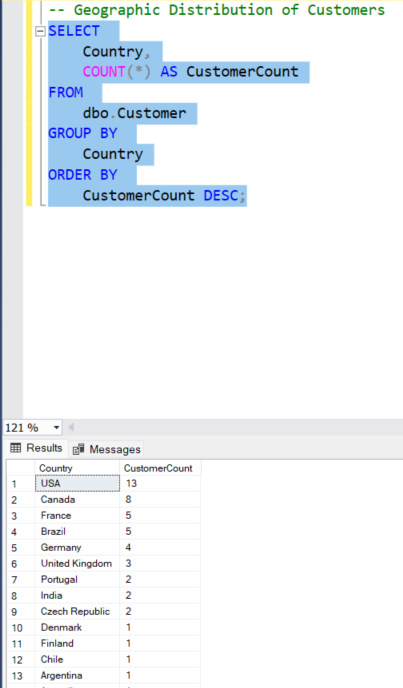 -- Geographic Distribution of Customers
SELECT
Country,
COUNT(*) AS CustomerCount
FROM
dbo.Customer
GROUP BY
Country
ORDER BY
CustomerCount DESC;
121 %
Results Messages
Country CustomerCount
1 USA 13
2 Canada 8
3 France 5
4 Brazil 5
5 Germany 4
6 United Kingdom 3
7 Portugal 2
8 India 2
9 Czech Republic 2
10 Denmark 1
11 Finland 1
12 Chile 1
13 Argentina 1